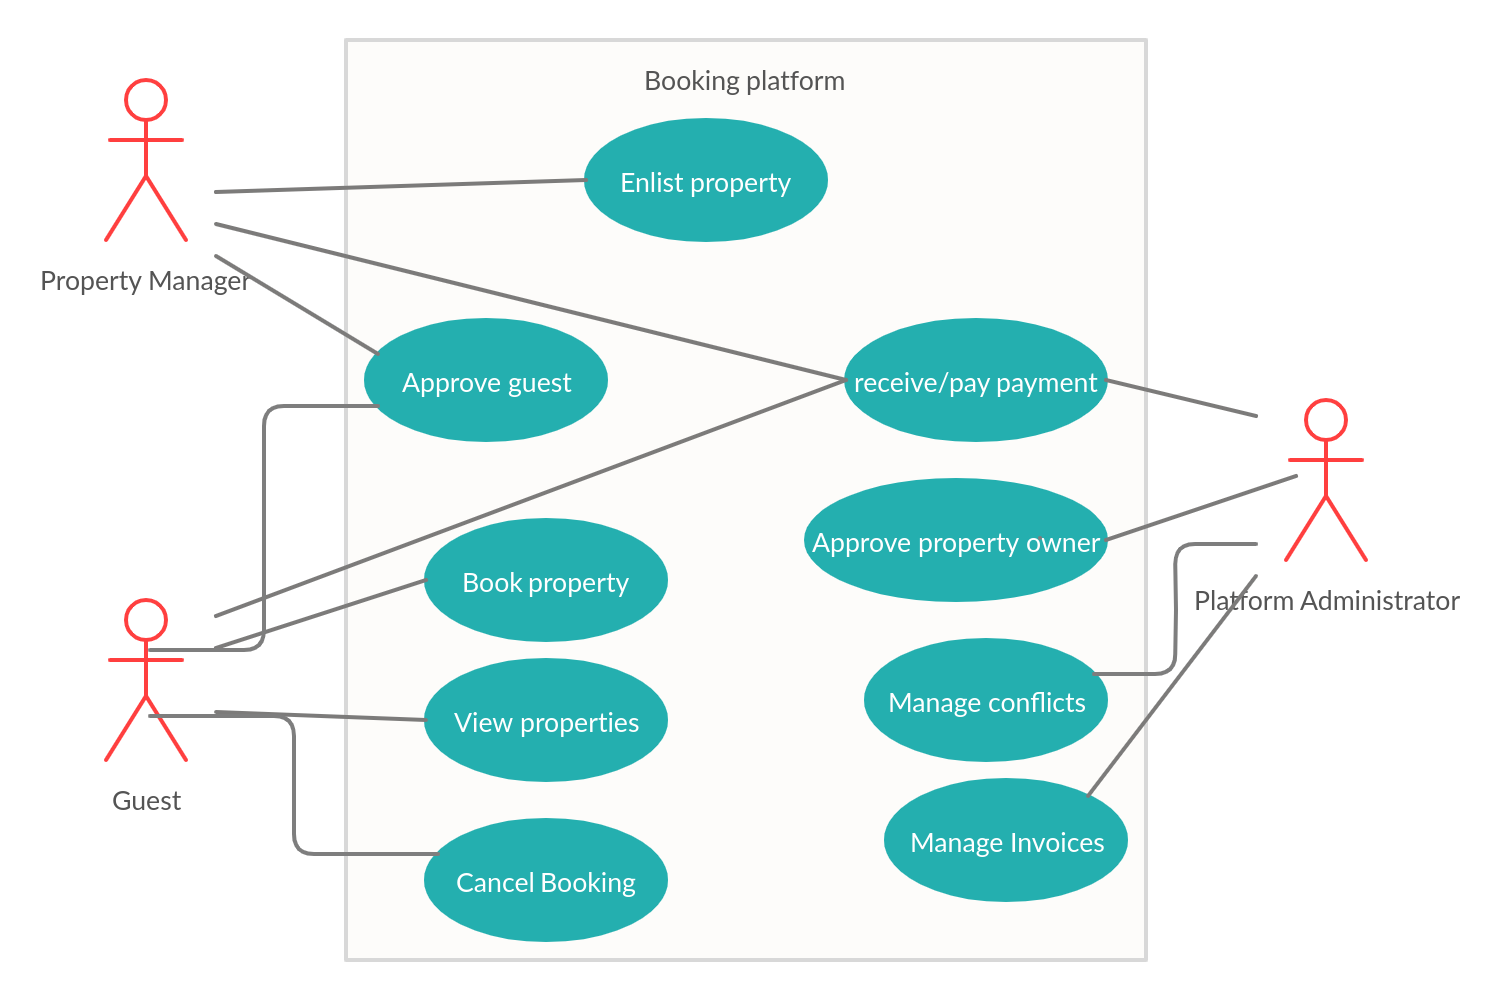 Booking platform
Enlist property
Property Manager
Approve guest
receive/pay payment
Approve property owner
Book property
Platform Administrator
Manage conflicts
View properties
Guest
Manage Invoices
Cancel Booking